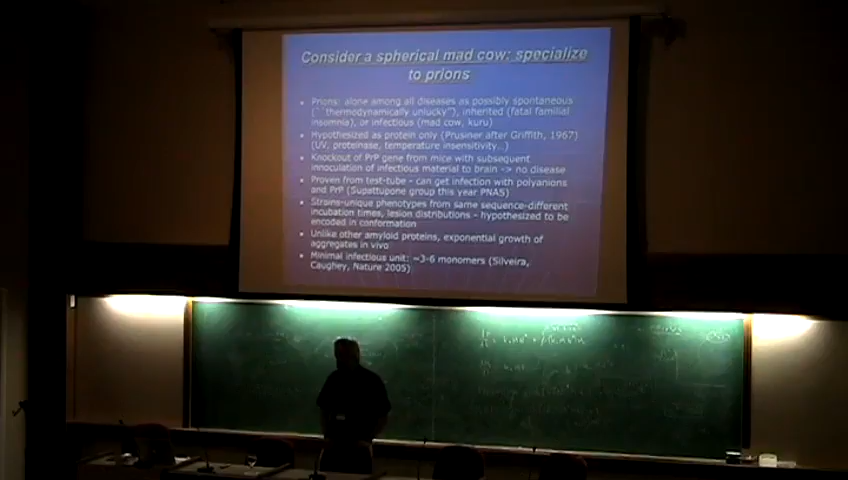 Consider a spherical mad cow: specialize
to prions
Prions: alone among all diseases as possibly spontaneous
(``thermodynamically unlucky"), inherited (fatal familial
insomnia), or infectious (mad cow, kuru)
Hypothesized as protein only (Prusiner after Griffith, 1967)
(UV, proteinase, temperature insensitivity…)
Knockout of PrP gene from mice with subsequent
innoculation of infectious material to brain -> no disease
Proven from test-tube - can get infection with polyanions
and PrP (Supattupone group this year PNAS)
Strains-unique phenotypes from same sequence-different
incubation times, lesion distributions - hypothesized to be
encoded in conformation
Unlike other amyloid proteins, exponential growth of
aggregates in vivo
Minimal infectious unit: ~3-6 monomers (Silveira,
Caughey, Nature 2005)